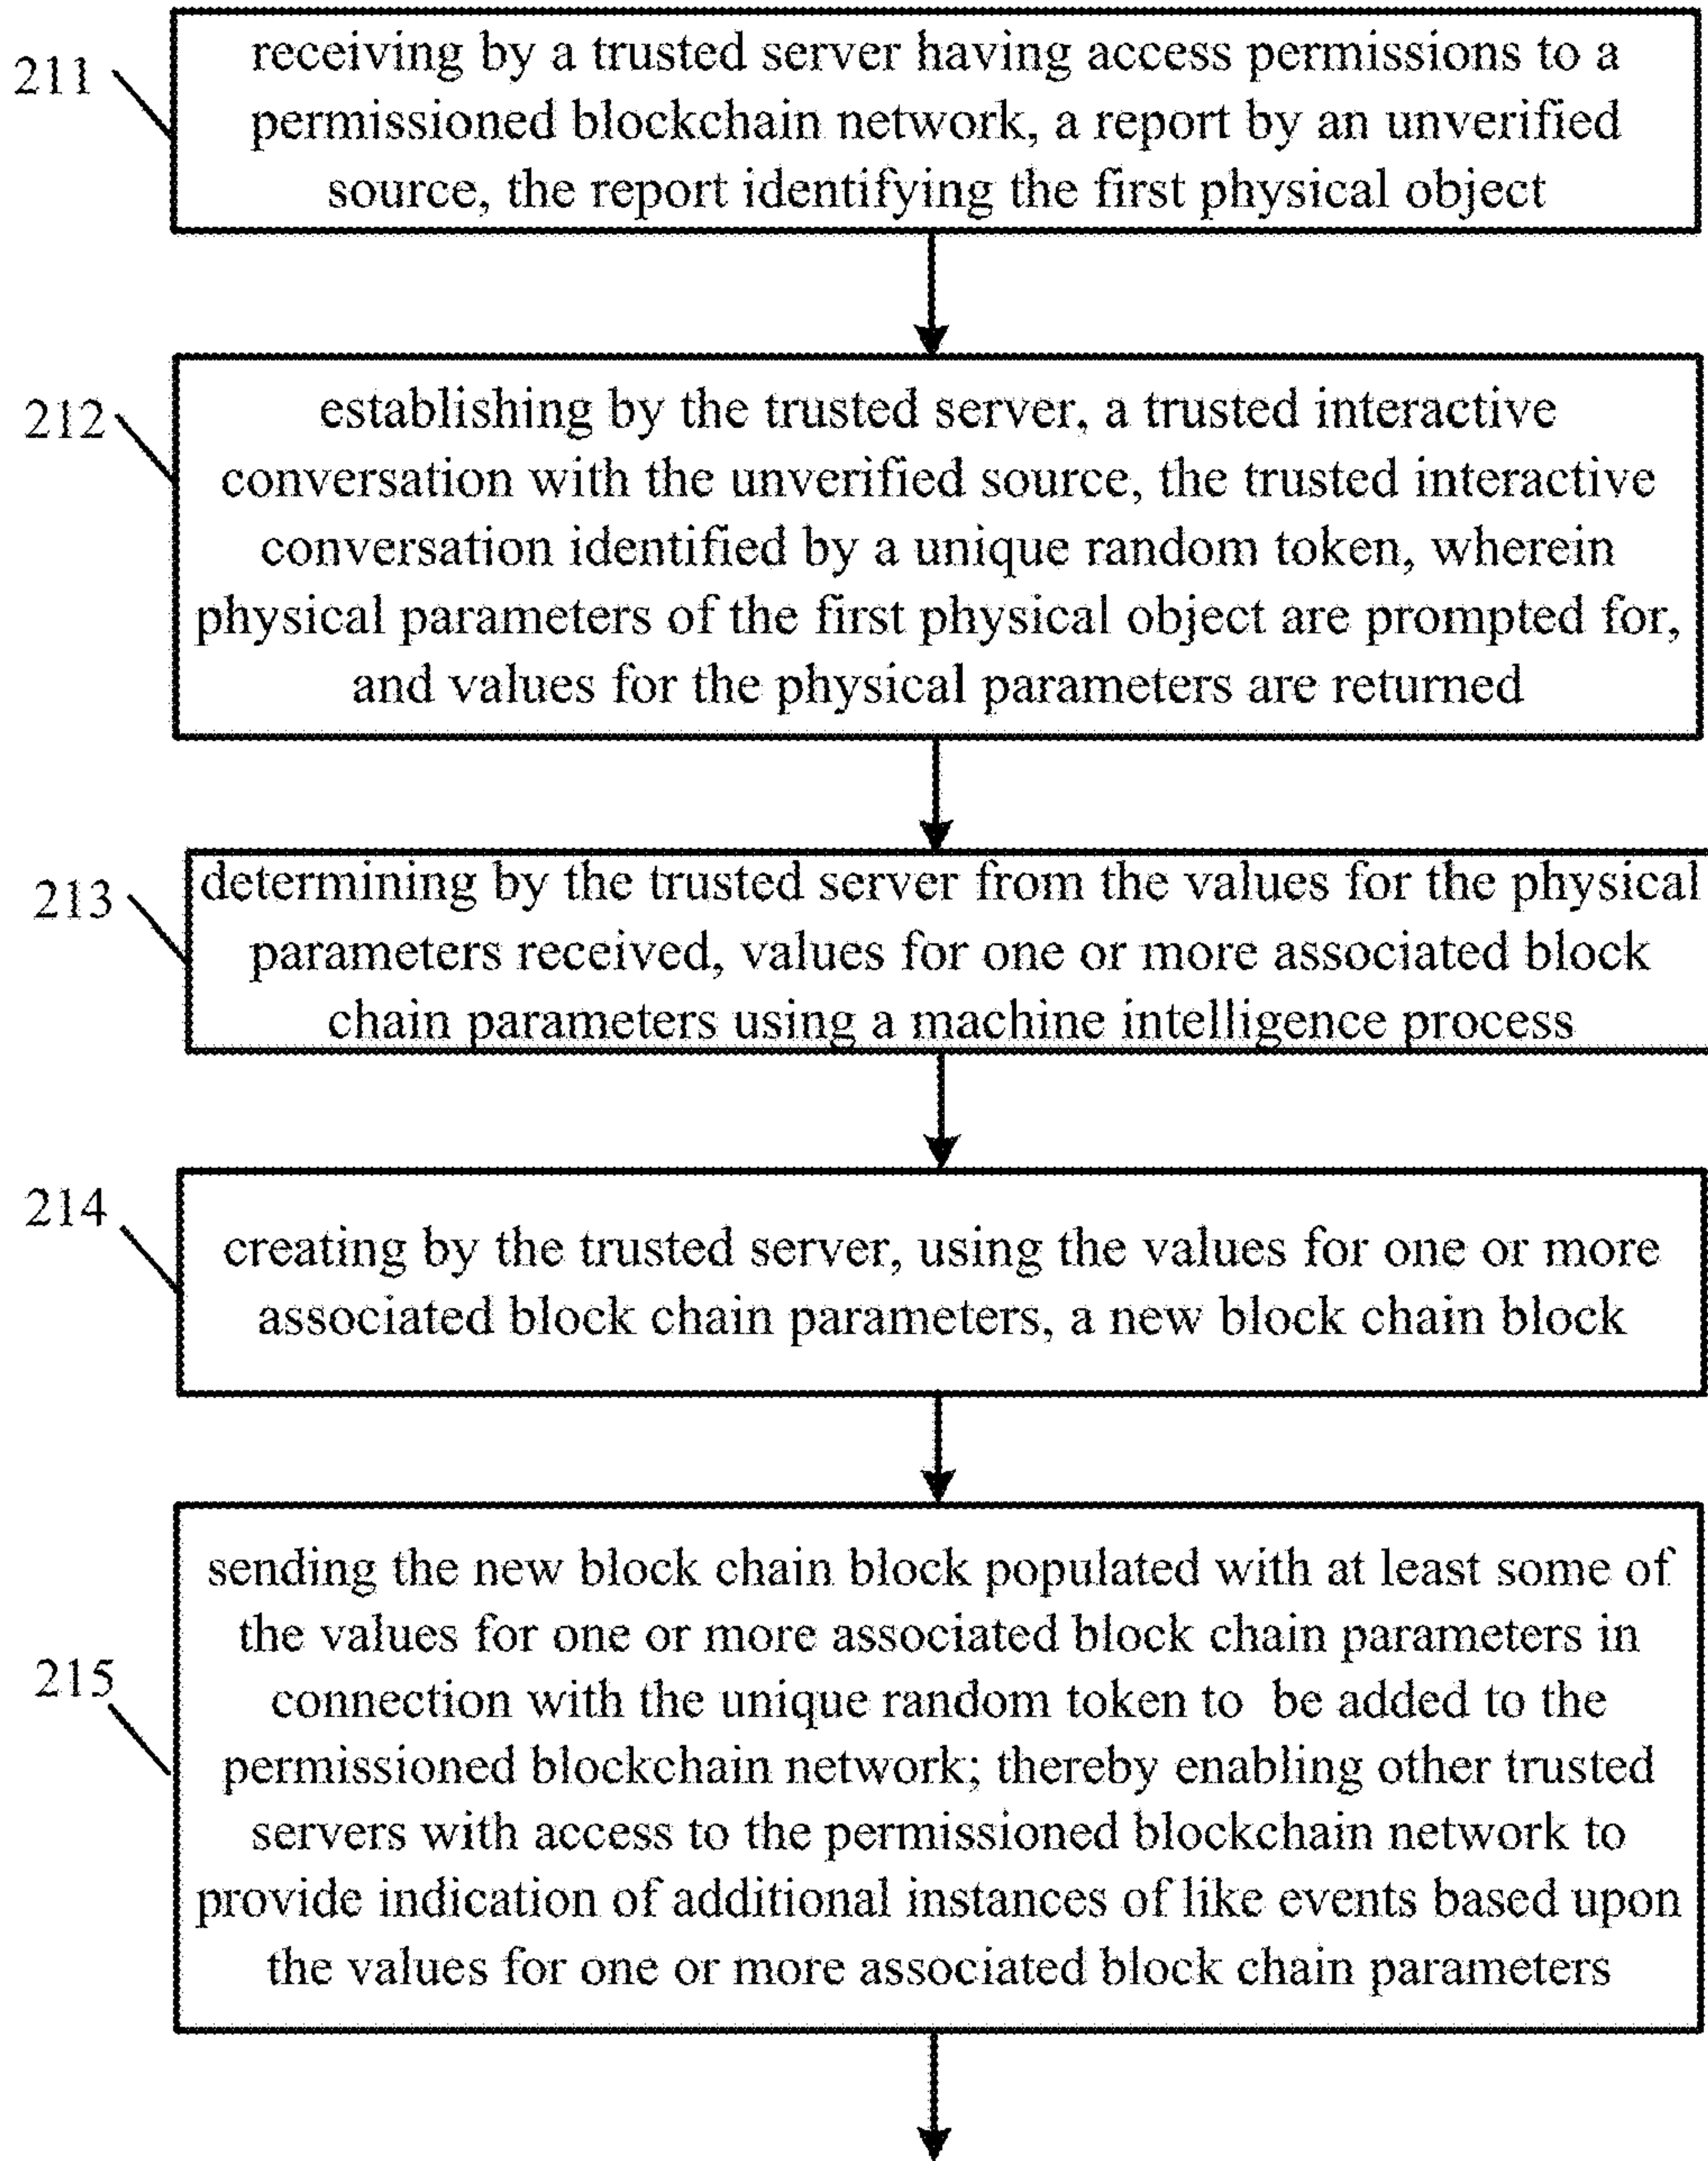 211
receiving by a trusted server having access permissions to a
permissioned blockchain network, a report by an unverified
source, the report identifying the first physical object
212
establishing by the trusted server, a trusted interactive
conversation with the unverified source, the trusted interactive
conversation identified by a unique random token, wherein
physical parameters of the first physical object are prompted for,
and values for the physical parameters are returned
213
determining by the trusted server from the values for the physical
parameters received, values for one or more associated block
chain parameters using a machine intelligence process
214
creating by the trusted server, using the values for one or more
associated block chain parameters, a new block chain block
215
sending the new block chain block populated with at least some of
the values for one or more associated block chain parameters in
connection with the unique random token to be added to the
permissioned blockchain network; thereby enabling other trusted
servers with access to the permissioned blockchain network to
provide indication of additional instances of like events based upon
the values for one or more associated block chain parameters